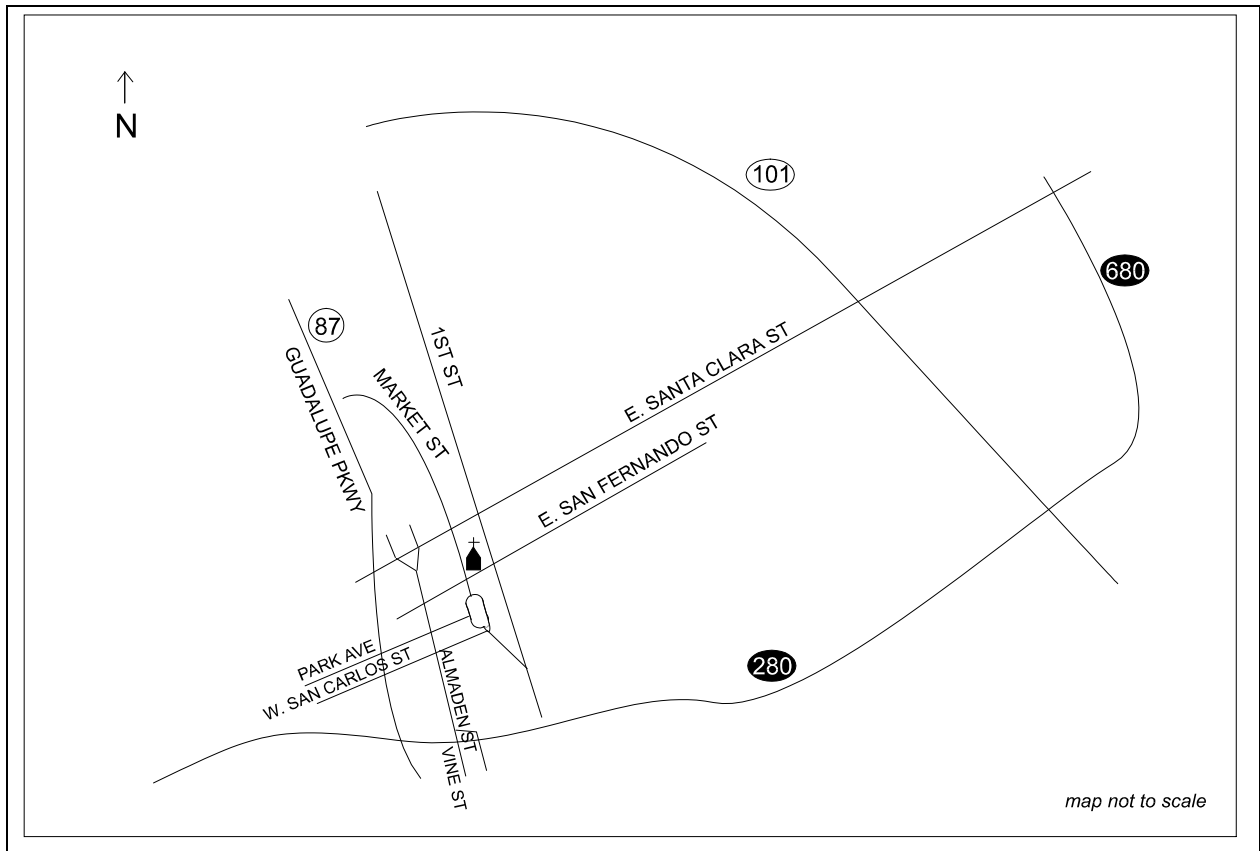 N
101
680
87
1ST ST
GUADALUPE PKWY
MARKET ST
E. SANTA CLARA ST
E. SAN FERNANDO ST
PARK AVE
W. SAN CARLOS ST
ALMADEN ST
VINE ST
280
map not to scale